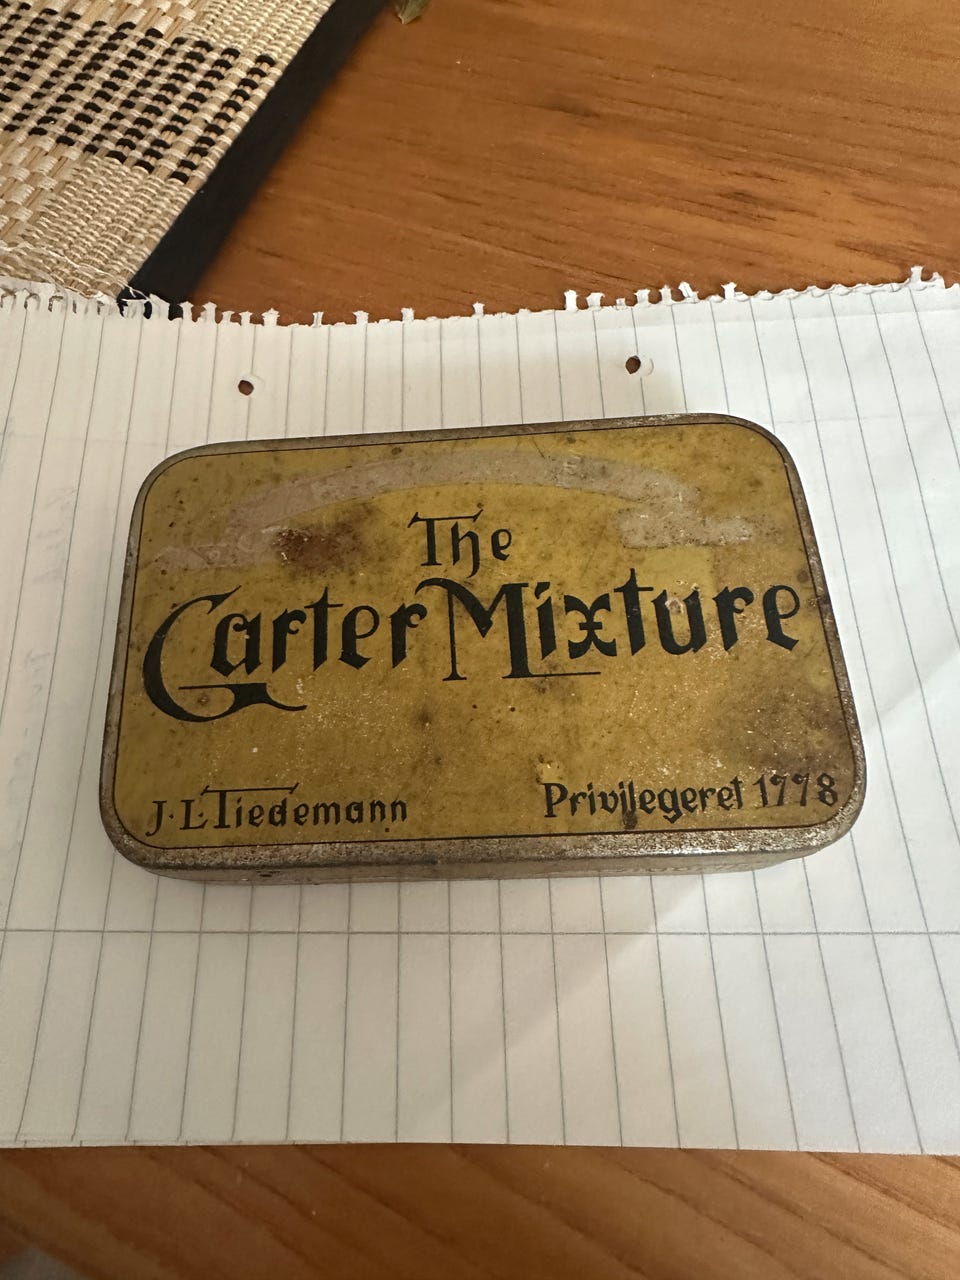 The
Carter Mixture
J. L. Tiedemann
Privilegeret 1778